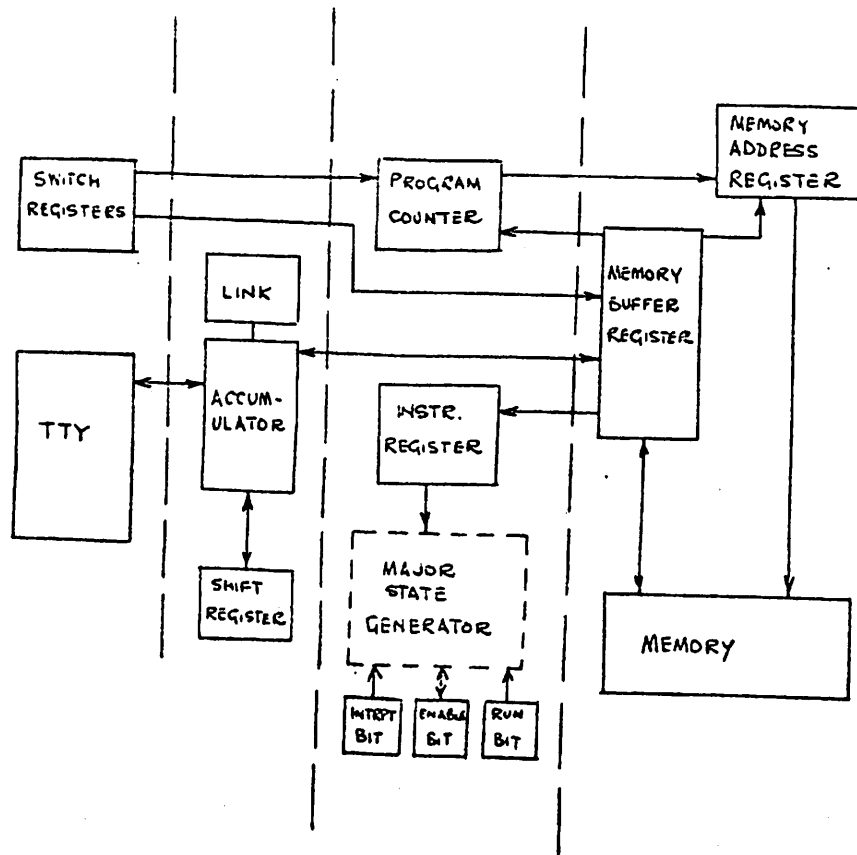 SWITCH
REGISTERS
TTY
LINK
ACCUM-
ULATOR
SHIFT
REGISTER
PROGRAM
COUNTER
INSTR.
REGISTER
MAJOR
STATE
GENERATOR
INTRPT
BIT
ENABLE
BIT
RUN
BIT
MEMORY
ADDRESS
REGISTER
MEMORY
BUFFER
REGISTER
MEMORY